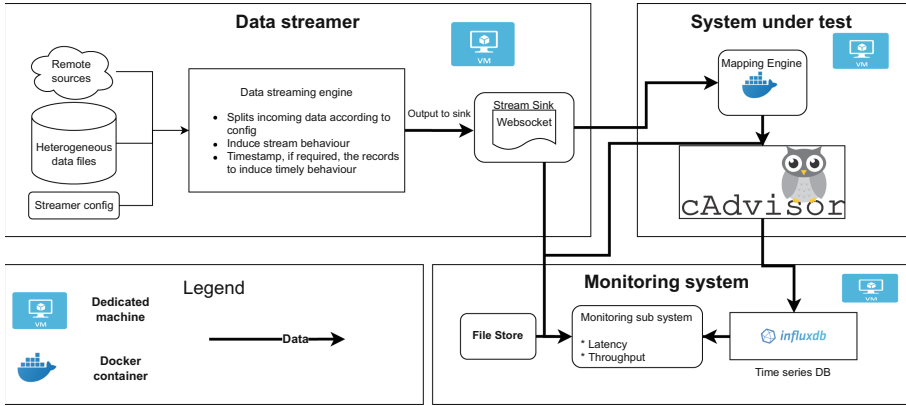 Data streamer
VM
Remote
sources
Heterogeneous
data files
Streamer config
Data streaming engine
• Splits incoming data according to
config
• Induce stream behaviour
• Timestamp, if required, the records
to induce timely behaviour
Output to sink
Stream Sink
Websocket
System under test
VM
Mapping Engine
cAdvisor
Legend
VM
Dedicated
machine
Data
Docker
container
Monitoring system
VM
File Store
Monitoring sub system
* Latency
* Throughput
influxdb
Time series DB